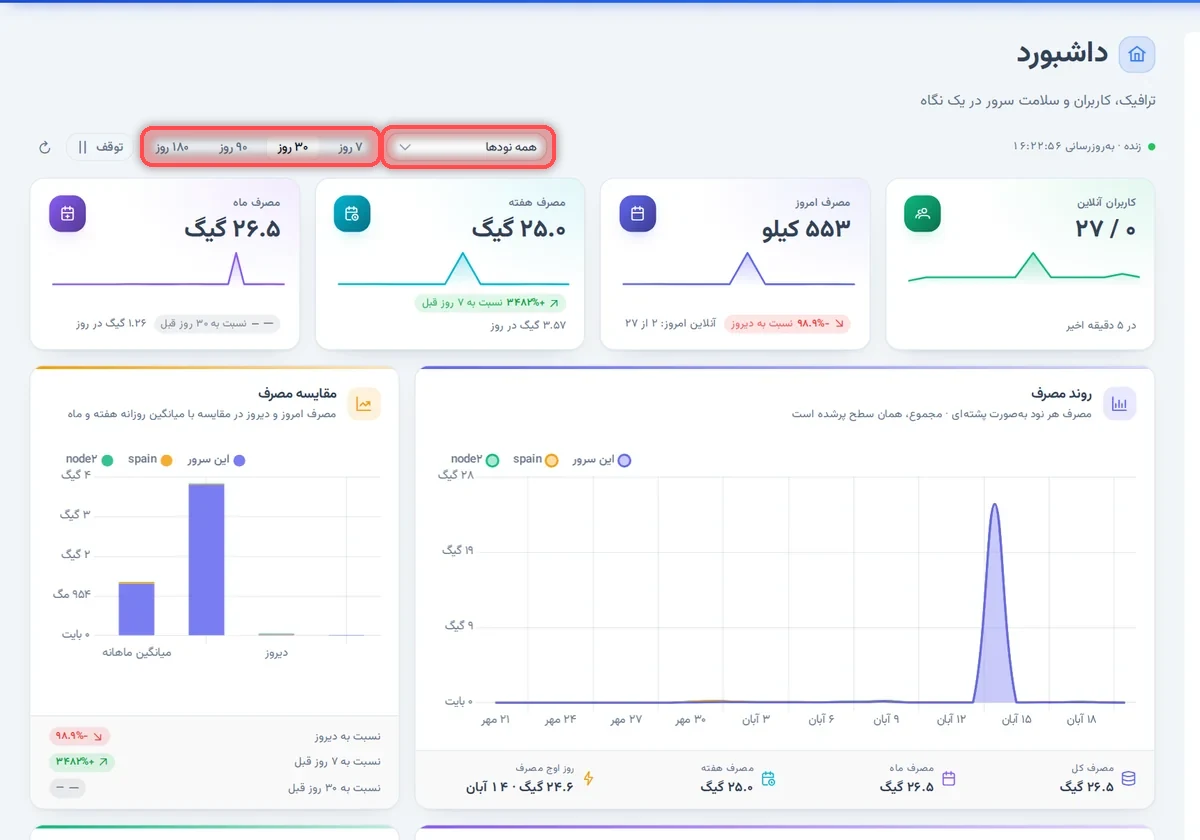 داشبورد
ترافیک، کاربران و سلامت سرور در یک نگاه
زنده · به‌روزرسانی ۱۶:۲۲:۵۶
همه نودها
۷ روز
۳۰ روز
۹۰ روز
۱۸۰ روز
توقف
کاربران آنلاین
۰ / ۲۷
در ۵ دقیقه اخیر
مصرف امروز
۵۵۳ کیلو
-۹۸.۹% نسبت به دیروز
آنلاین امروز: ۲ از ۲۷
مصرف هفته
۲۵.۰ گیگ
+۳۴۸۲% نسبت به ۷ روز قبل
۳.۵۷ گیگ در روز
مصرف ماه
۲۶.۵ گیگ
— – نسبت به ۳۰ روز قبل
۱.۲۶ گیگ در روز
روند مصرف
مصرف هر نود به‌صورت پشته‌ای · مجموع، همان سطح پرشده است
این سرور
spain
node۲
۲۸ گیگ
۱۹ گیگ
۹ گیگ
۰ بایت
۲۱ مهر
۲۴ مهر
۲۷ مهر
۳۰ مهر
۳ آبان
۶ آبان
۹ آبان
۱۲ آبان
۱۵ آبان
۱۸ آبان
مصرف کل
۲۶.۵ گیگ
مصرف ماه
۲۶.۵ گیگ
مصرف هفته
۲۵.۰ گیگ
روز اوج مصرف
۲۴.۶ گیگ · ۱۴ آبان
مقایسه مصرف
مصرف امروز و دیروز در مقایسه با میانگین روزانه هفته و ماه
این سرور
spain
node۲
۴ گیگ
۳ گیگ
۲ گیگ
۹۵۴ مگ
۰ بایت
میانگین ماهانه
دیروز
نسبت به دیروز
-۹۸.۹%
نسبت به ۷ روز قبل
+۳۴۸۲%
نسبت به ۳۰ روز قبل
— –